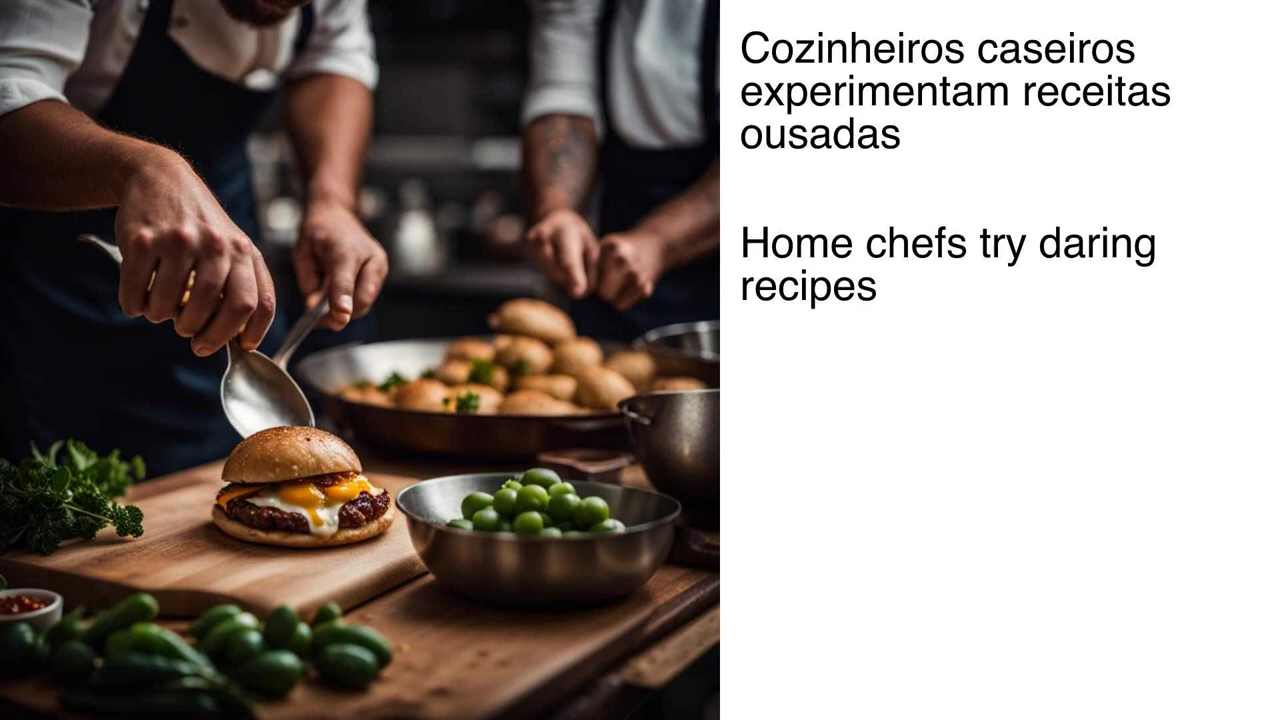 Cozinheiros caseiros
experimentam receitas
ousadas
Home chefs try daring
recipes